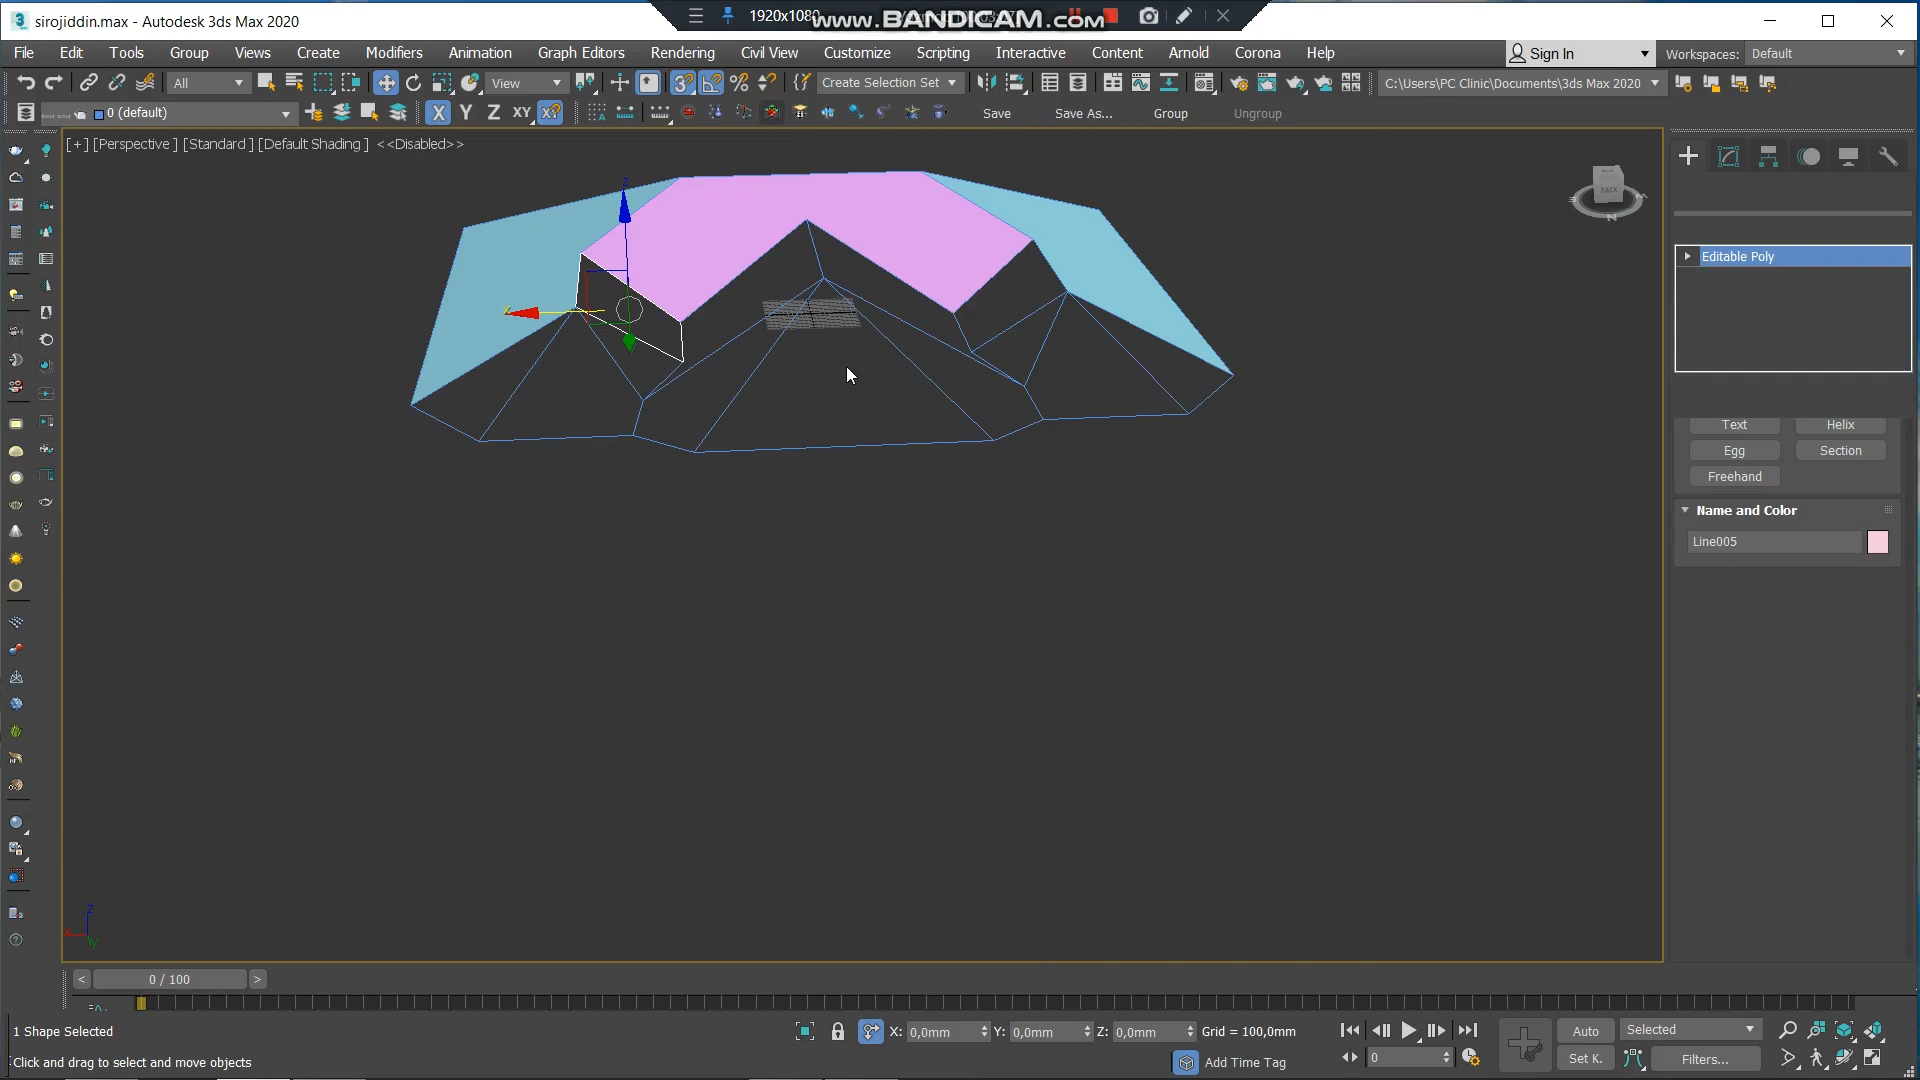 sirojiddin.max - Autodesk 3ds Max 2020
1920x1080
www.BANDICAM.com
File Edit Tools Group Views Create Modifiers Animation Graph Editors Rendering Civil View Customize Scripting Interactive Content Arnold Corona Help
Sign In
Workspaces: Default
All
View
Create Selection Set
C:\Users\PC Clinic\Documents\3ds Max 2020
0 (default)
X Y Z XY
Save Save As... Group Ungroup
[+] [Perspective ] [Standard ] [Default Shading ] <<Disabled>>
BACK
Editable Poly
Text Helix
Egg Section
Freehand
Name and Color
Line005
< 0 / 100 >
1 Shape Selected
X: 0,0mm Y: 0,0mm Z: 0,0mm Grid = 100,0mm
Auto Selected
Click and drag to select and move objects
Add Time Tag
0
Set K. Filters...